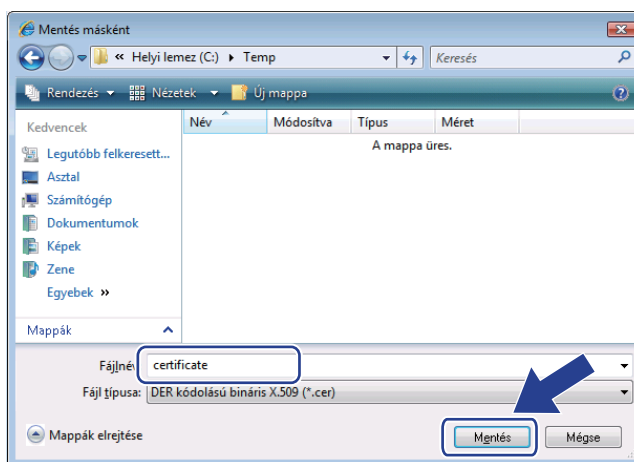 Mentés másként
« Helyi lemez (C:) Temp
Keresés
Rendezés Nézetek Új mappa
Kedvencek
Név Módosítva Típus Méret
A mappa üres.
Legutóbb felkeresett...
Asztal
Számítógép
Dokumentumok
Képek
Zene
Egyebek »
Mappák
Fájlné certificate
Fájl típusa: DER kódolású bináris X.509 (*.cer)
Mappák elrejtése
Mentés Mégse